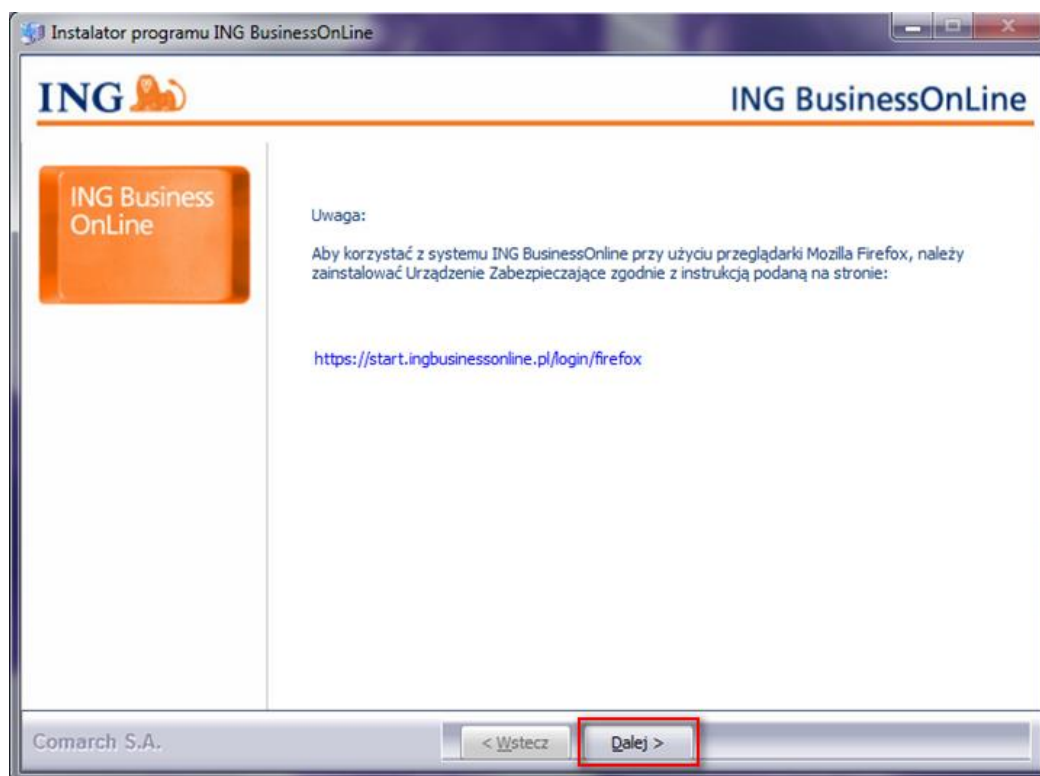 Instalator programu ING BusinessOnLine
ING
ING BusinessOnLine
ING Business
OnLine
Uwaga:
Aby korzystać z systemu ING BusinessOnline przy użyciu przeglądarki Mozilla Firefox, należy
zainstalować Urządzenie Zabezpieczające zgodnie z instrukcją podaną na stronie:
https://start.ingbusinessonline.pl/login/firefox
Comarch S.A.
< Wstecz
Dalej >